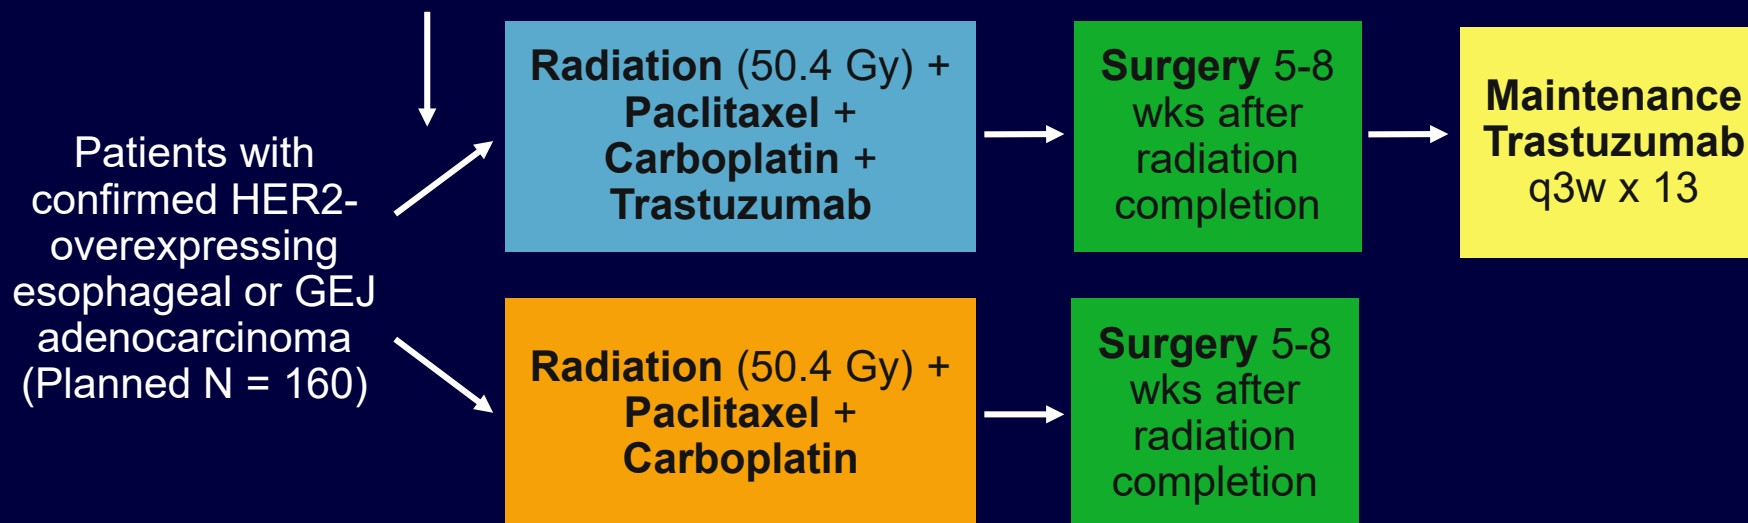 Patients with
confirmed HER2-
overexpressing
esophageal or GEJ
adenocarcinoma
(Planned N = 160)
Radiation (50.4 Gy) +
Paclitaxel +
Carboplatin +
Trastuzumab
Surgery 5-8
wks after
radiation
completion
Maintenance
Trastuzumab
q3w x 13
Radiation (50.4 Gy) +
Paclitaxel +
Carboplatin
Surgery 5-8
wks after
radiation
completion